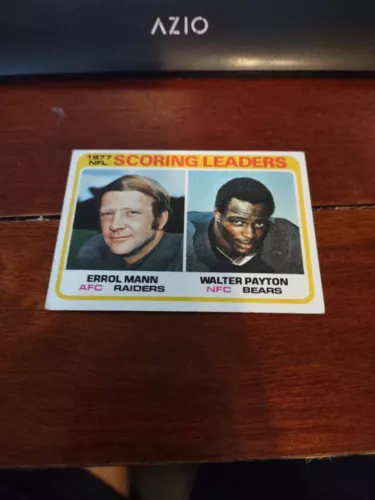 AZIO
1977
NFL SCORING LEADERS
ERROL MANN
AFC RAIDERS
WALTER PAYTON
NFC BEARS